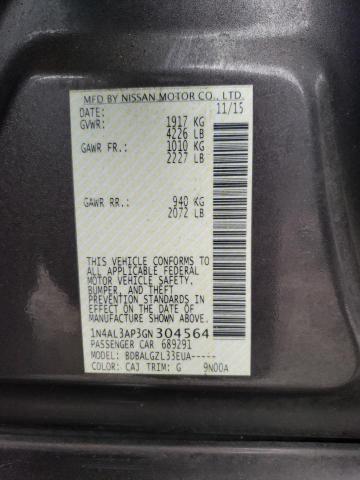 MFD BY NISSAN MOTOR CO., LTD.
DATE: 11/15
GVWR: 1917 KG
4226 LB
GAWR FR.: 1010 KG
2227 LB
GAWR RR.: 940 KG
2072 LB
THIS VEHICLE CONFORMS TO
ALL APPLICABLE FEDERAL
MOTOR VEHICLE SAFETY,
BUMPER, AND THEFT
PREVENTION STANDARDS IN
EFFECT ON THE DATE OF
MANUFACTURE SHOWN ABOVE.
1N4AL3AP3GN304564
PASSENGER CAR 689291
MODEL: BDBALGZL33EUA-----
COLOR: CAJ TRIM: G 9N00A